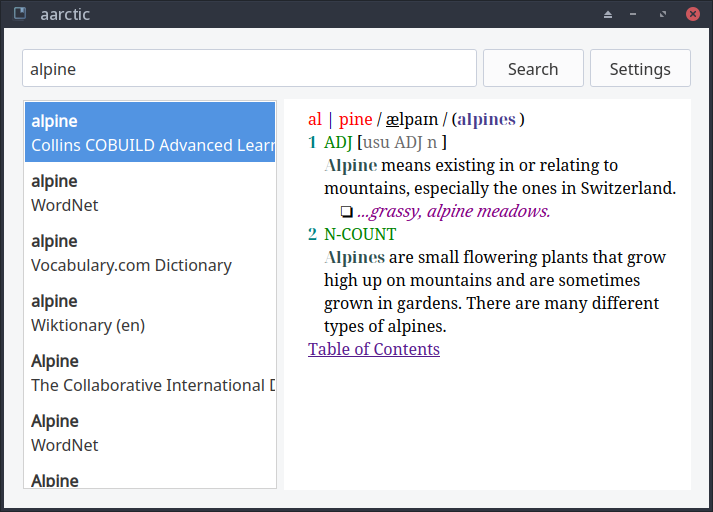 aarctic
alpine
Search
Settings
alpine
Collins COBUILD Advanced Learr
alpine
WordNet
alpine
Vocabulary.com Dictionary
alpine
Wiktionary (en)
Alpine
The Collaborative International D
Alpine
WordNet
Alpine
al | pine / ælpaɪn / (alpines )
1 ADJ [usu ADJ n ]
Alpine means existing in or relating to
mountains, especially the ones in Switzerland.
❑ ...grassy, alpine meadows.
2 N-COUNT
Alpines are small flowering plants that grow
high up on mountains and are sometimes
grown in gardens. There are many different
types of alpines.
Table of Contents